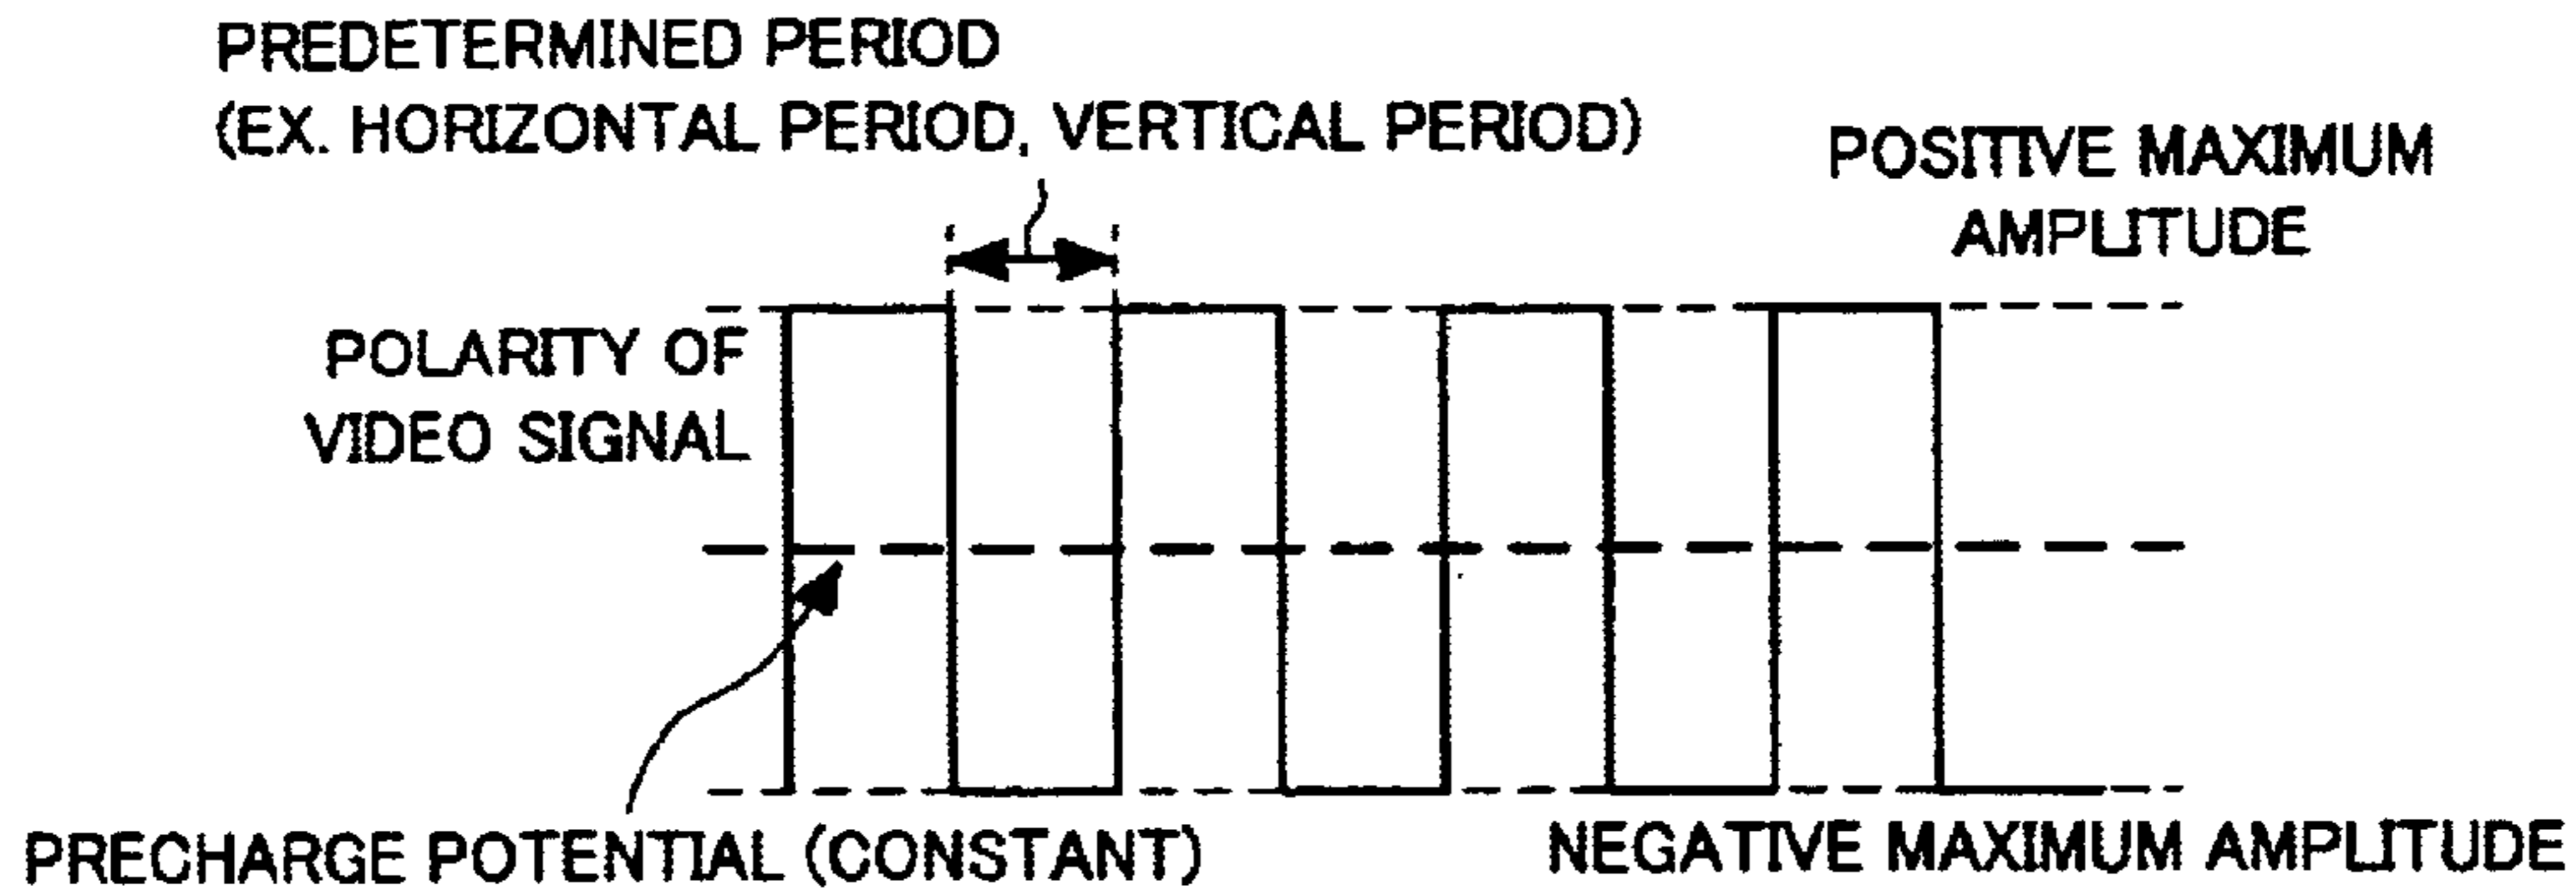 PREDETERMINED PERIOD
(EX. HORIZONTAL PERIOD, VERTICAL PERIOD)
POSITIVE MAXIMUM
AMPLITUDE
POLARITY OF
VIDEO SIGNAL
PRECHARGE POTENTIAL (CONSTANT)
NEGATIVE MAXIMUM AMPLITUDE